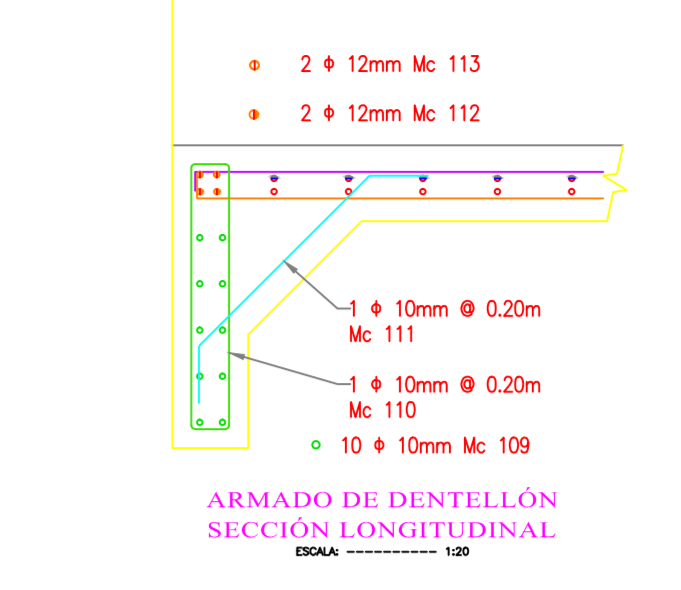 2 ϕ 12mm Mc 113
2 ϕ 12mm Mc 112
1 ϕ 10mm @ 0.20m
Mc 111
1 ϕ 10mm @ 0.20m
Mc 110
10 ϕ 10mm Mc 109
ARMADO DE DENTELLÓN
SECCIÓN LONGITUDINAL
ESCALA: ---------- 1:20